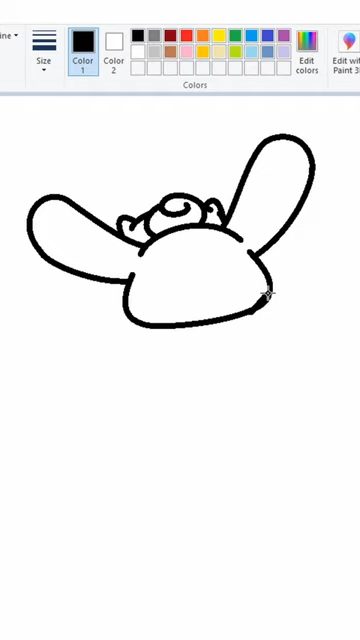 ine
Size
Color
1
Color
2
Edit
colors
Edit wit
Paint 3
Colors